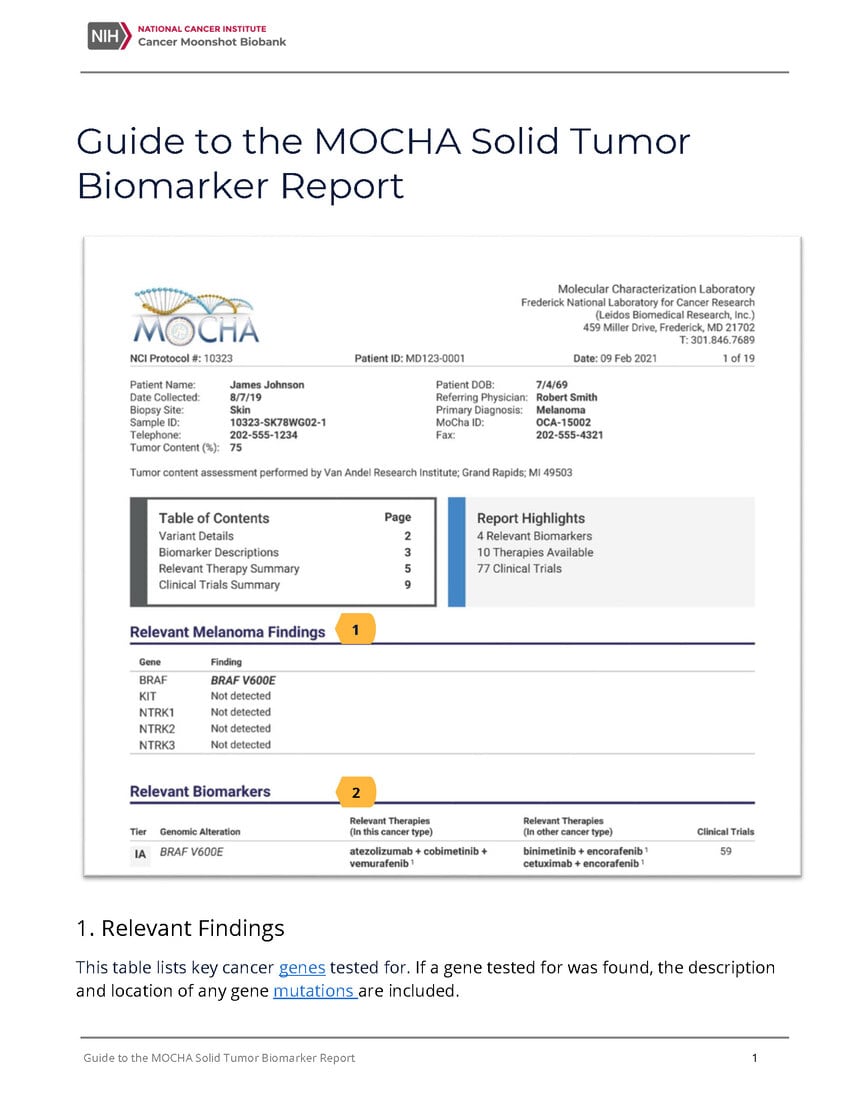 NIH
NATIONAL CANCER INSTITUTE
Cancer Moonshot Biobank
Guide to the MOCHA Solid Tumor
Biomarker Report
MOCHA
Molecular Characterization Laboratory
Frederick National Laboratory for Cancer Research
(Leidos Biomedical Research, Inc.)
459 Miller Drive, Frederick, MD 21702
T: 301.846.7689
NCI Protocol #: 10323 Patient ID: MD123-0001 Date: 09 Feb 2021 1 of 19
Patient Name: James Johnson Patient DOB: 7/4/69
Date Collected: 8/7/19 Referring Physician: Robert Smith
Biopsy Site: Skin Primary Diagnosis: Melanoma
Sample ID: 10323-SK78WG02-1 MoCha ID: OCA-15002
Telephone: 202-555-1234 Fax: 202-555-4321
Tumor Content (%): 75
Tumor content assessment performed by Van Andel Research Institute; Grand Rapids; MI 49503
Table of Contents Page
Variant Details 2
Biomarker Descriptions 3
Relevant Therapy Summary 5
Clinical Trials Summary 9
Report Highlights
4 Relevant Biomarkers
10 Therapies Available
77 Clinical Trials
Relevant Melanoma Findings 1
Gene Finding
BRAF BRAF V600E
KIT Not detected
NTRK1 Not detected
NTRK2 Not detected
NTRK3 Not detected
Relevant Biomarkers 2
Relevant Therapies Relevant Therapies
Tier Genomic Alteration (In this cancer type) (In other cancer type) Clinical Trials
IA BRAF V600E atezolizumab + cobimetinib + binimetinib + encorafenib ¹ 59
vemurafenib ¹ cetuximab + encorafenib ¹
1. Relevant Findings
This table lists key cancer genes tested for. If a gene tested for was found, the description
and location of any gene mutations are included.
Guide to the MOCHA Solid Tumor Biomarker Report 1